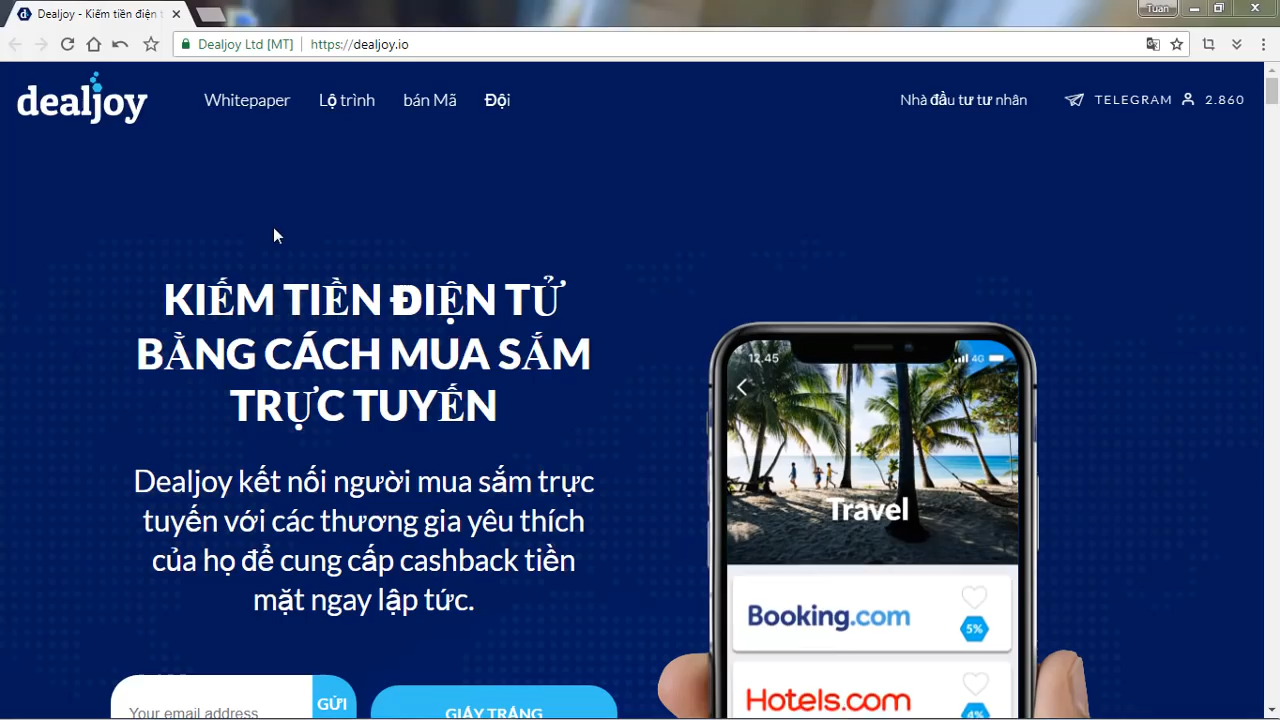 Dealjoy - Kiếm tiền điện t
Tuan
Dealjoy Ltd [MT]
https://dealjoy.io
dealjoy
Whitepaper
Lộ trình
bán Mã
Đội
Nhà đầu tư tư nhân
TELEGRAM
2.860
KIẾM TIỀN ĐIỆN TỬ
BẰNG CÁCH MUA SẮM
TRỰC TUYẾN
Dealjoy kết nối người mua sắm trực
tuyến với các thương gia yêu thích
của họ để cung cấp cashback tiền
mặt ngay lập tức.
Your email address
GỬI
GIẤY TRẮNG
12.45
4G
Travel
Booking.com
5%
Hotels.com
4%